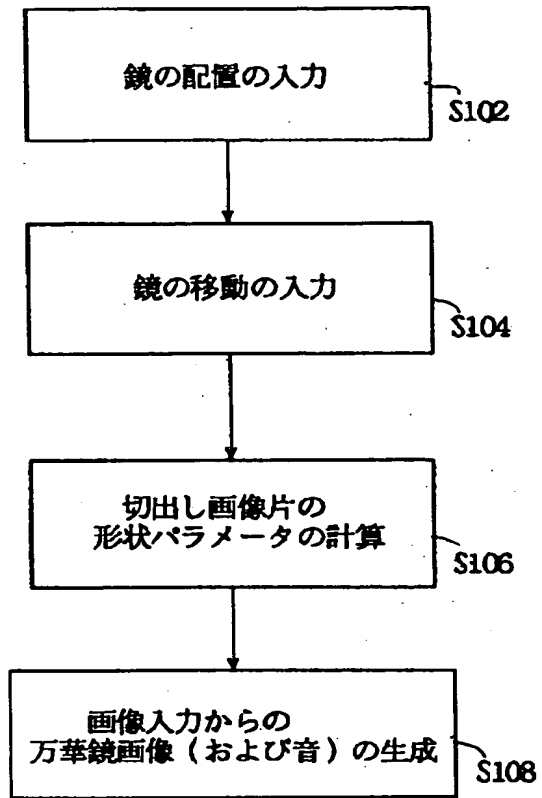 鏡の配置の入力
S102
鏡の移動の入力
S104
切出し画像片の
形状パラメータの計算
S106
画像入力からの
万華鏡画像（および音）の生成
S108